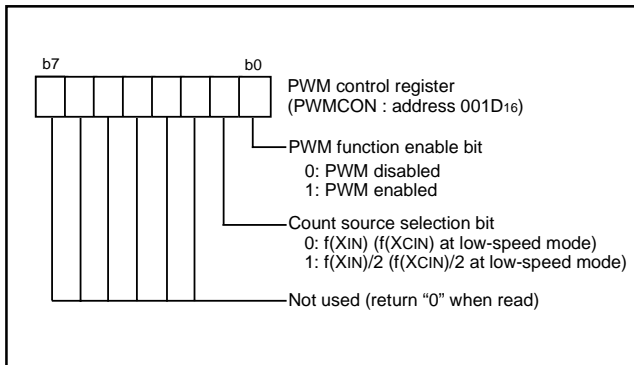 b7 b0
PWM control register
(PWMCON : address 001D16)
PWM function enable bit
0: PWM disabled
1: PWM enabled
Count source selection bit
0: f(XIN) (f(XCIN) at low-speed mode)
1: f(XIN)/2 (f(XCIN)/2 at low-speed mode)
Not used (return “0” when read)